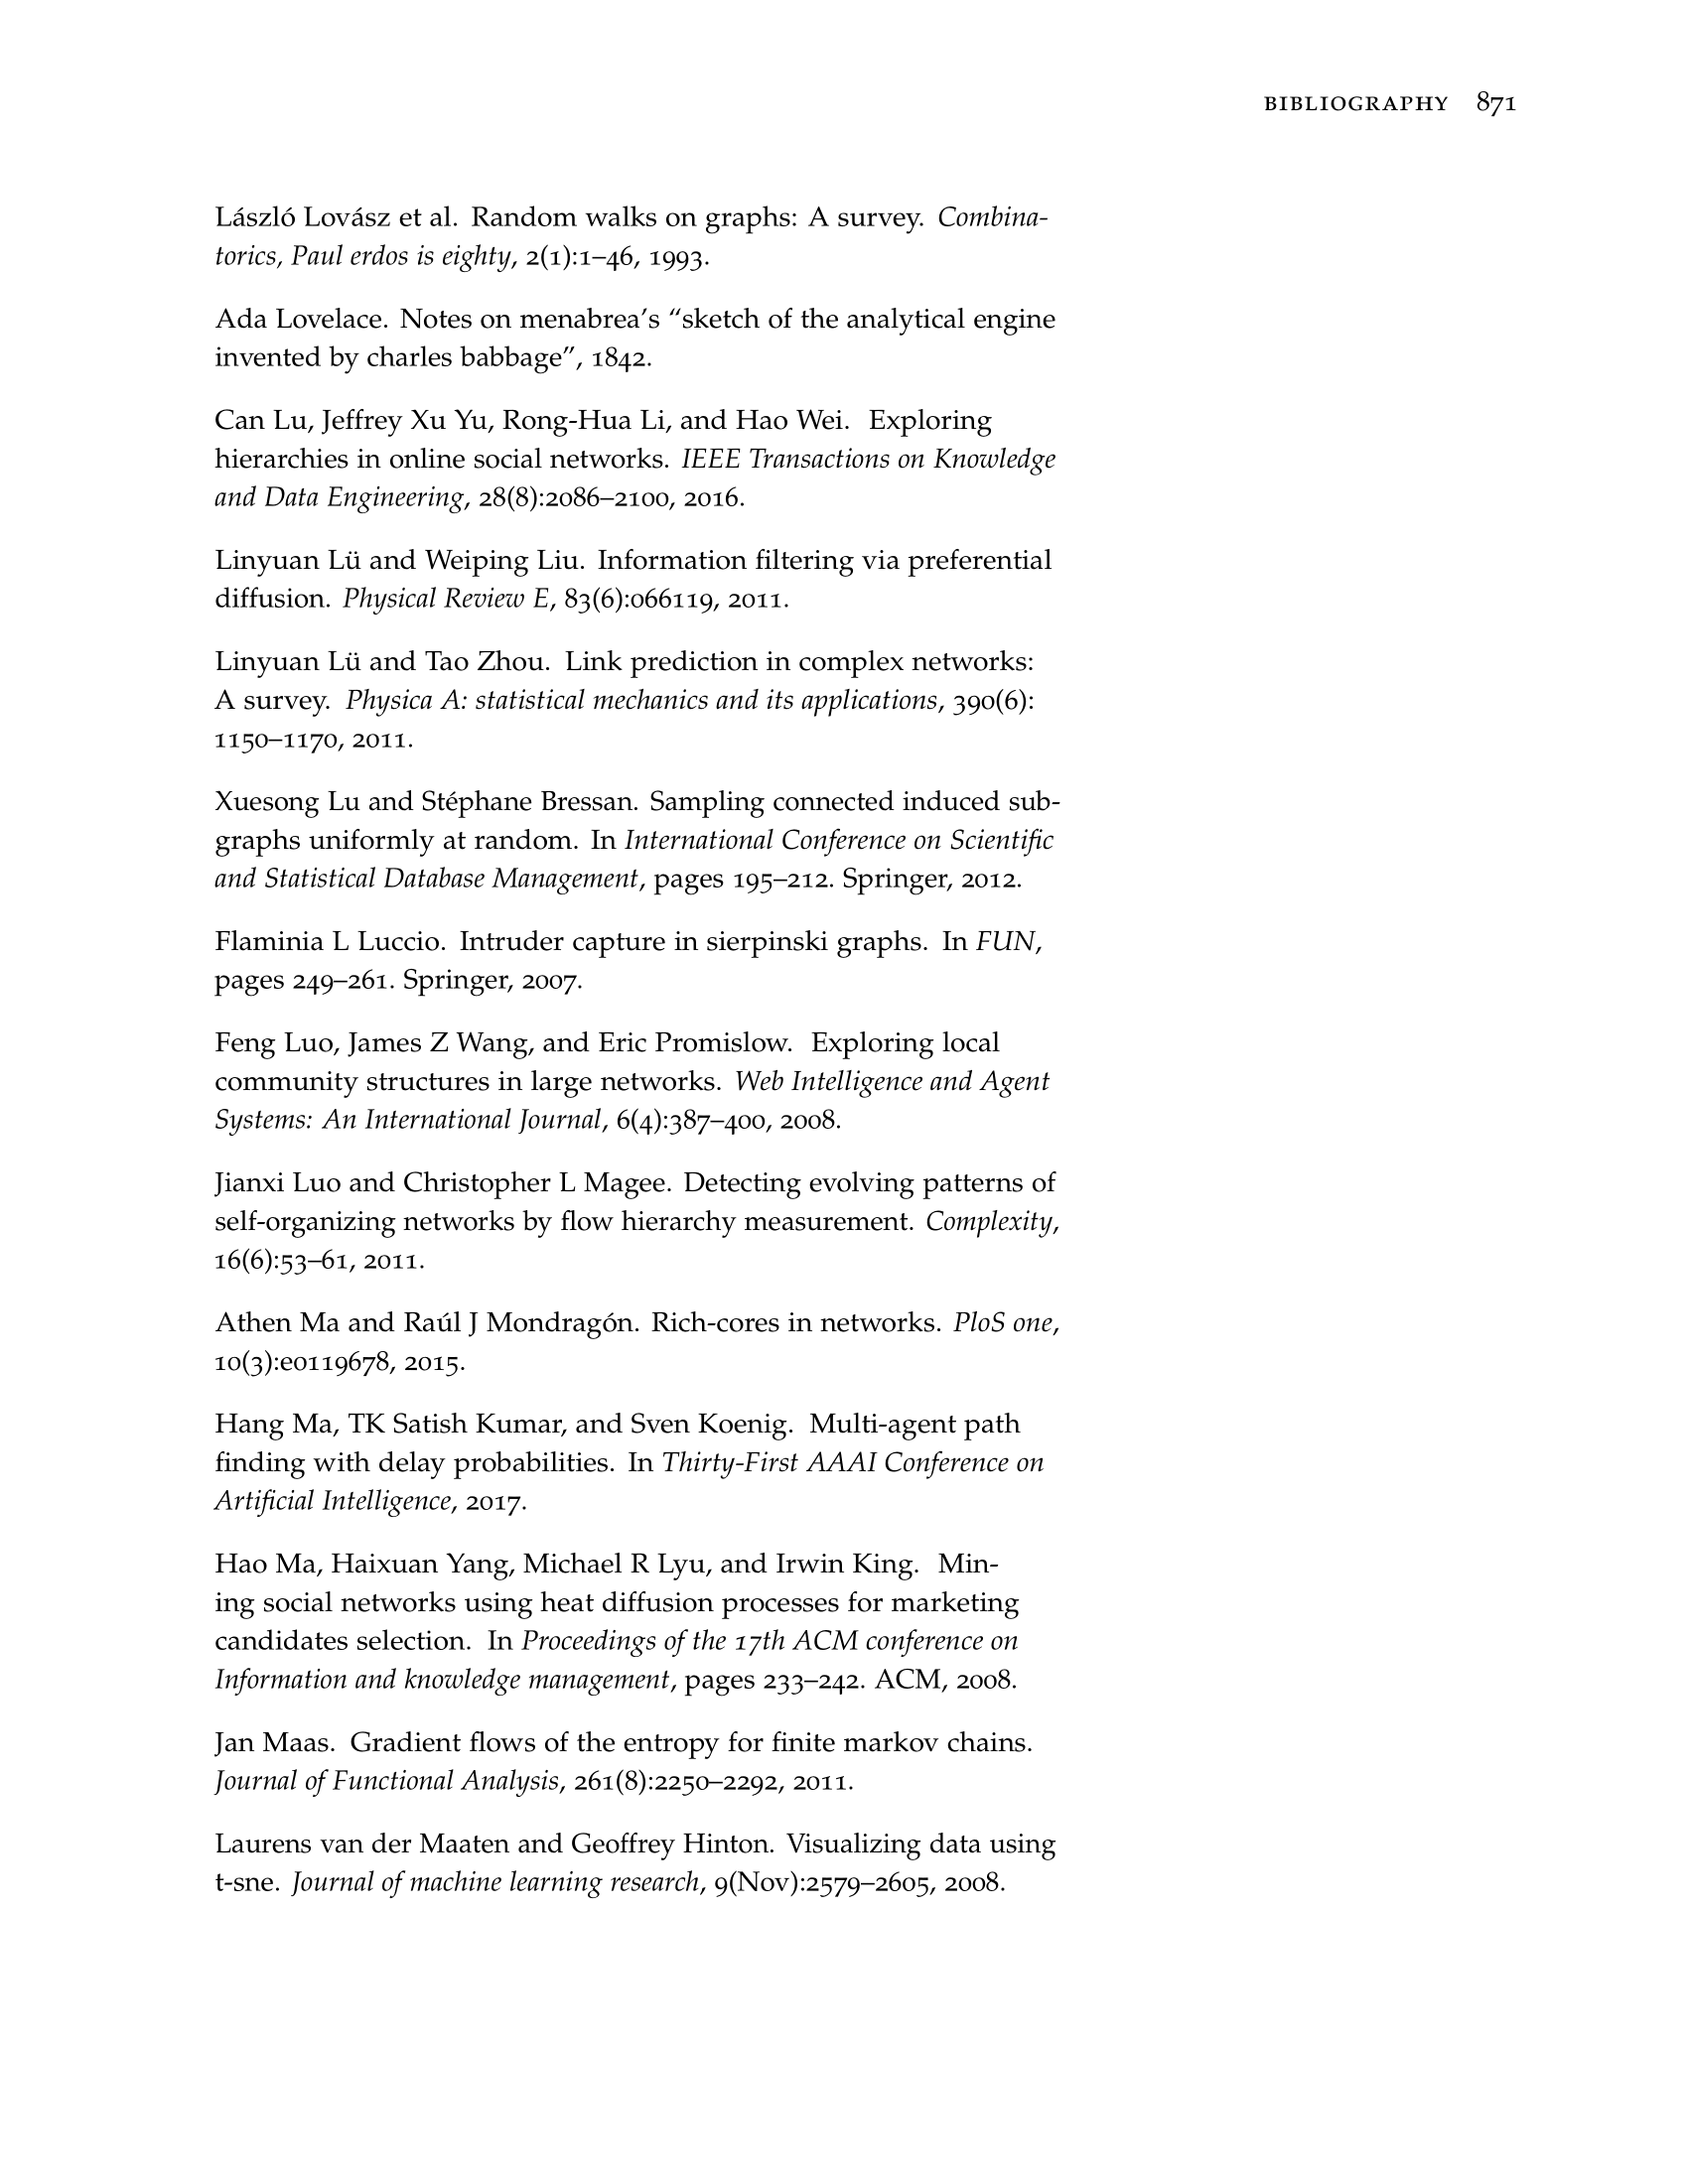 BIBLIOGRAPHY 871
László Lovász et al. Random walks on graphs: A survey. Combina-
torics, Paul erdos is eighty, 2(1):1–46, 1993.
Ada Lovelace. Notes on menabrea's “sketch of the analytical engine
invented by charles babbage”, 1842.
Can Lu, Jeffrey Xu Yu, Rong-Hua Li, and Hao Wei. Exploring
hierarchies in online social networks. IEEE Transactions on Knowledge
and Data Engineering, 28(8):2086–2100, 2016.
Linyuan Lü and Weiping Liu. Information filtering via preferential
diffusion. Physical Review E, 83(6):066119, 2011.
Linyuan Lü and Tao Zhou. Link prediction in complex networks:
A survey. Physica A: statistical mechanics and its applications, 390(6):
1150–1170, 2011.
Xuesong Lu and Stéphane Bressan. Sampling connected induced sub-
graphs uniformly at random. In International Conference on Scientific
and Statistical Database Management, pages 195–212. Springer, 2012.
Flaminia L Luccio. Intruder capture in sierpinski graphs. In FUN,
pages 249–261. Springer, 2007.
Feng Luo, James Z Wang, and Eric Promislow. Exploring local
community structures in large networks. Web Intelligence and Agent
Systems: An International Journal, 6(4):387–400, 2008.
Jianxi Luo and Christopher L Magee. Detecting evolving patterns of
self-organizing networks by flow hierarchy measurement. Complexity,
16(6):53–61, 2011.
Athen Ma and Raúl J Mondragón. Rich-cores in networks. PloS one,
10(3):e0119678, 2015.
Hang Ma, TK Satish Kumar, and Sven Koenig. Multi-agent path
finding with delay probabilities. In Thirty-First AAAI Conference on
Artificial Intelligence, 2017.
Hao Ma, Haixuan Yang, Michael R Lyu, and Irwin King. Min-
ing social networks using heat diffusion processes for marketing
candidates selection. In Proceedings of the 17th ACM conference on
Information and knowledge management, pages 233–242. ACM, 2008.
Jan Maas. Gradient flows of the entropy for finite markov chains.
Journal of Functional Analysis, 261(8):2250–2292, 2011.
Laurens van der Maaten and Geoffrey Hinton. Visualizing data using
t-sne. Journal of machine learning research, 9(Nov):2579–2605, 2008.